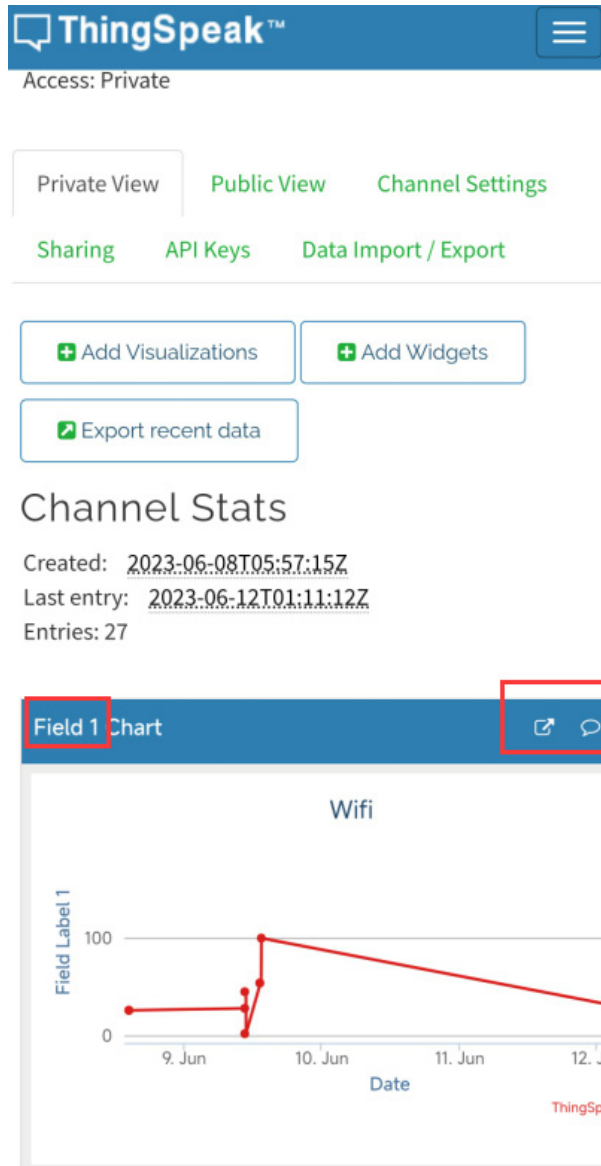 ThingSpeak™
Access: Private
Private View Public View Channel Settings
Sharing API Keys Data Import / Export
Add Visualizations Add Widgets
Export recent data
Channel Stats
Created: 2023-06-08T05:57:15Z
Last entry: 2023-06-12T01:11:12Z
Entries: 27
Field 1 Chart
Wifi
Field Label 1
100
0
9. Jun 10. Jun 11. Jun 12. J
Date
ThingSp